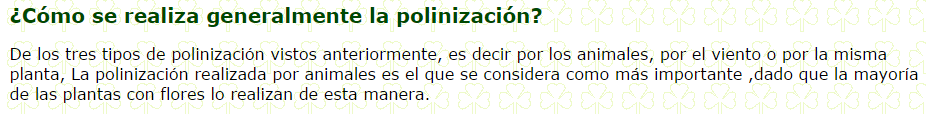 ¿Cómo se realiza generalmente la polinización?
De los tres tipos de polinización vistos anteriormente, es decir por los animales, por el viento o por la misma
planta, La polinización realizada por animales es el que se considera como más importante ,dado que la mayoría
de las plantas con flores lo realizan de esta manera.